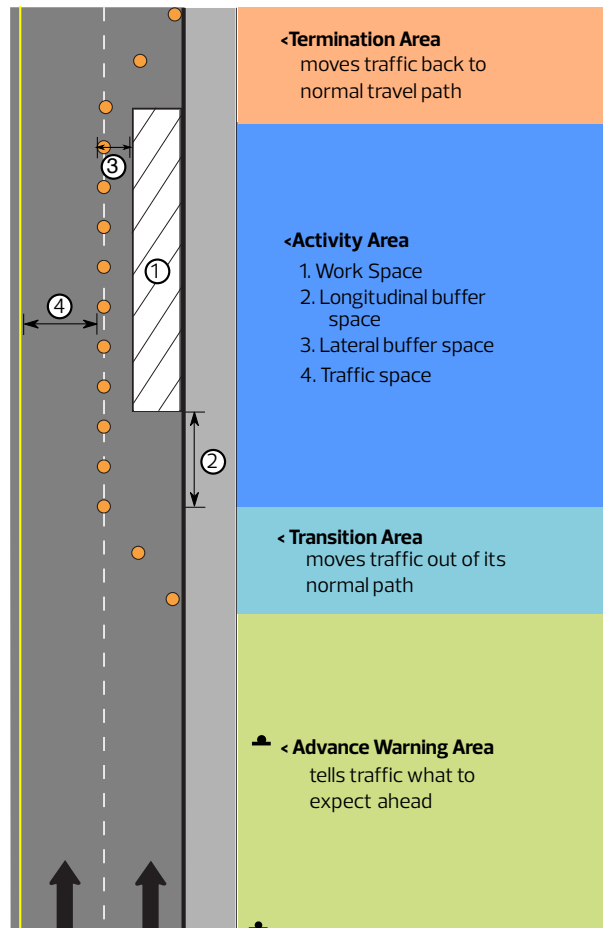 <Termination Area
moves traffic back to
normal travel path
3
<Activity Area
1
1. Work Space
2. Longitudinal buffer
space
4
3. Lateral buffer space
4. Traffic space
2
< Transition Area
moves traffic out of its
normal path
< Advance Warning Area
tells traffic what to
expect ahead